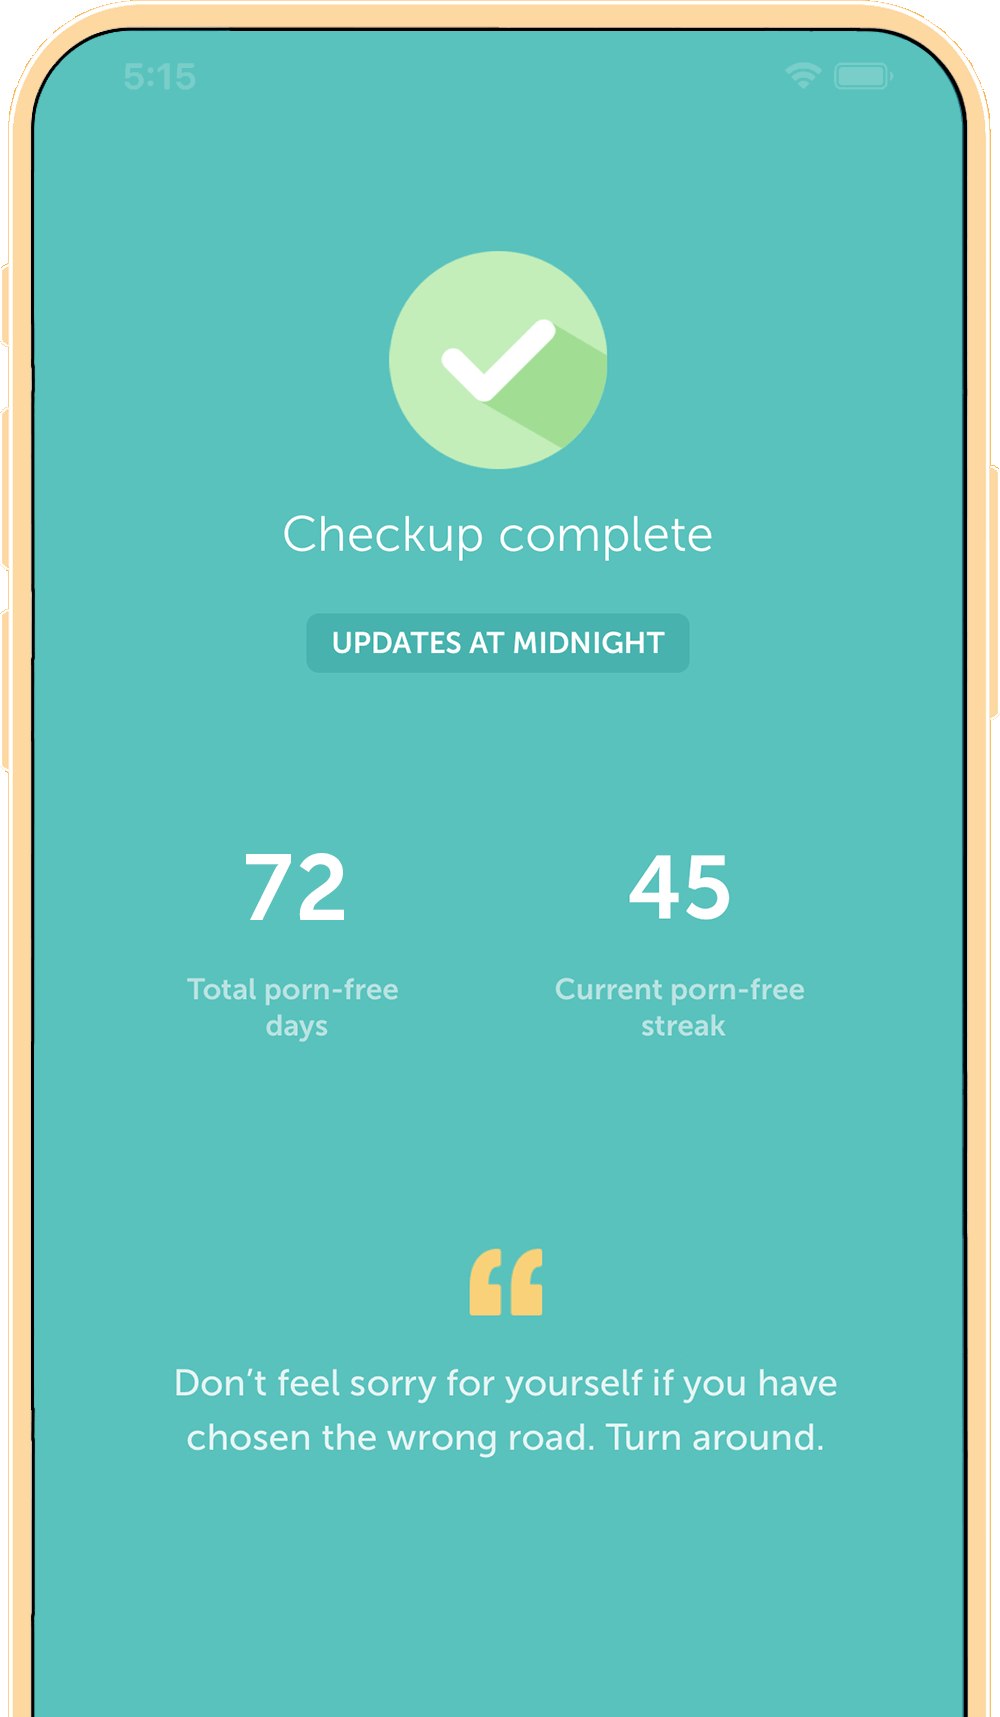 5:15
Checkup complete
UPDATES AT MIDNIGHT
72
45
Total porn-free
days
Current porn-free
streak
“
Don’t feel sorry for yourself if you have
chosen the wrong road. Turn around.